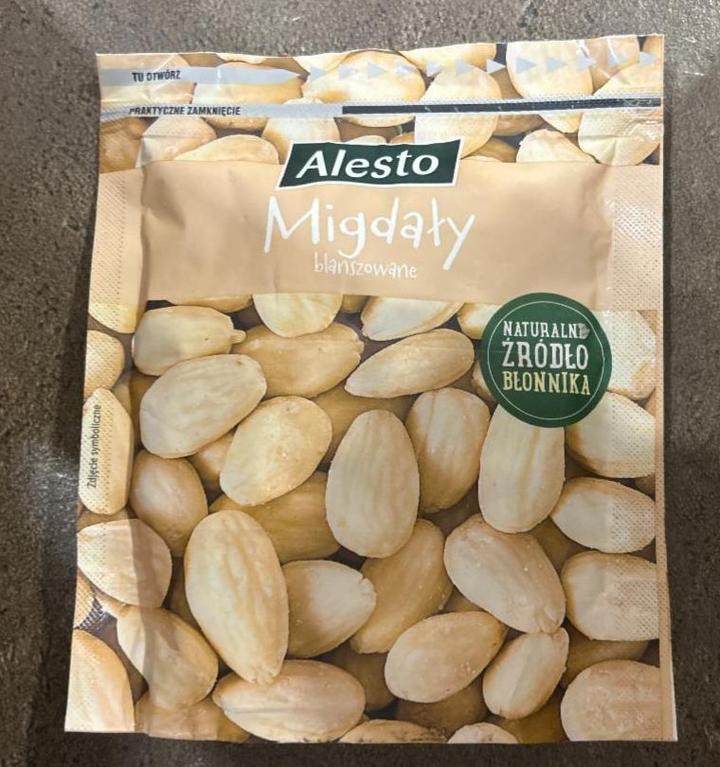 TU OTWÓRZ
PRAKTYCZNE ZAMKNIĘCIE
Alesto
Migdały
blanszowane
NATURALNE
ŹRÓDŁO
BŁONNIKA
Zdjęcie symboliczne